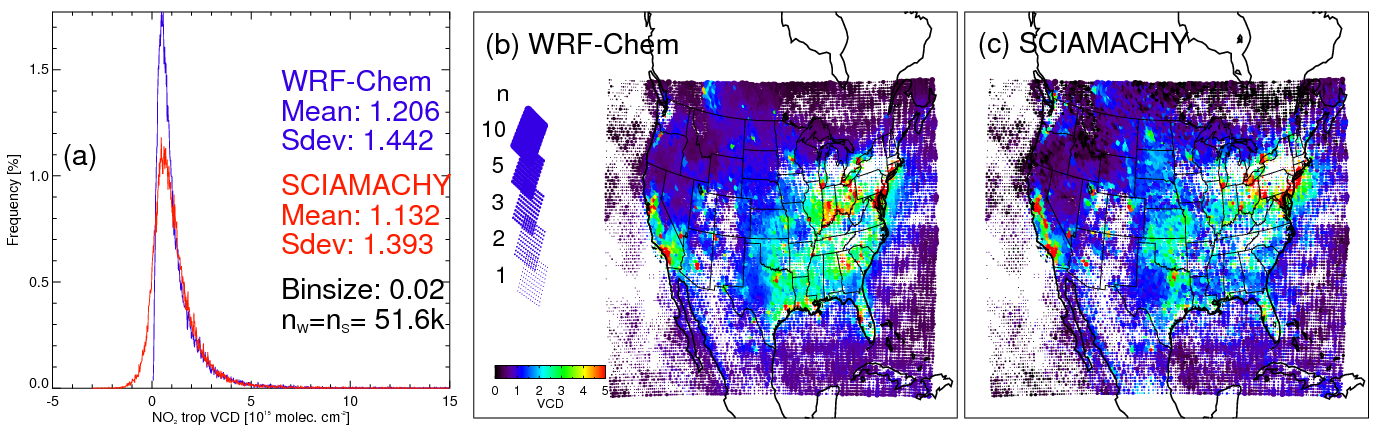 (a)
WRF-Chem
Mean: 1.206
Sdev: 1.442
SCIAMACHY
Mean: 1.132
Sdev: 1.393
Binsize: 0.02
n_W=n_S= 51.6k
Frequency [%]
1.5
1.0
0.5
0.0
-5 0 5 10 15
NO₂ trop VCD [10¹⁵ molec. cm⁻²]
(b) WRF-Chem
n
10
5
3
2
1
0 1 2 3 4 5
VCD
(c) SCIAMACHY